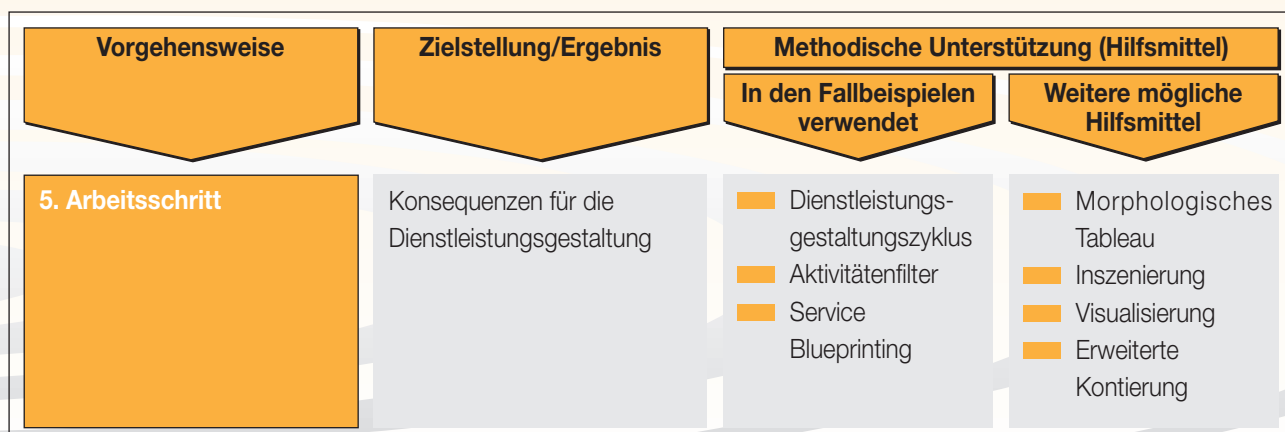 Vorgehensweise
Zielstellung/Ergebnis
Methodische Unterstützung (Hilfsmittel)
In den Fallbeispielen
verwendet
Weitere mögliche
Hilfsmittel
5. Arbeitsschritt
Konsequenzen für die
Dienstleistungsgestaltung
Dienstleistungs-
gestaltungszyklus
Aktivitätenfilter
Service
Blueprinting
Morphologisches
Tableau
Inszenierung
Visualisierung
Erweiterte
Kontierung